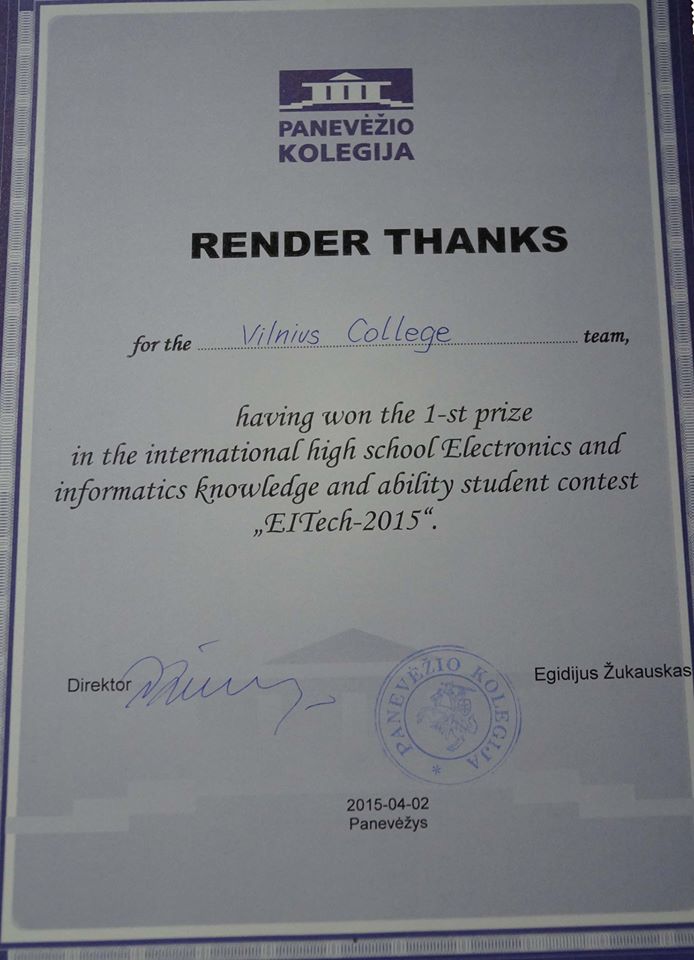 PANEVĖŽIO
KOLEGIJA
RENDER THANKS
for the Vilnius College team,
having won the 1-st prize
in the international high school Electronics and
informatics knowledge and ability student contest
„EITech-2015“.
Direktor
PANEVĖŽIO KOLEGIJA *
Egidijus Žukauskas
2015-04-02
Panevėžys